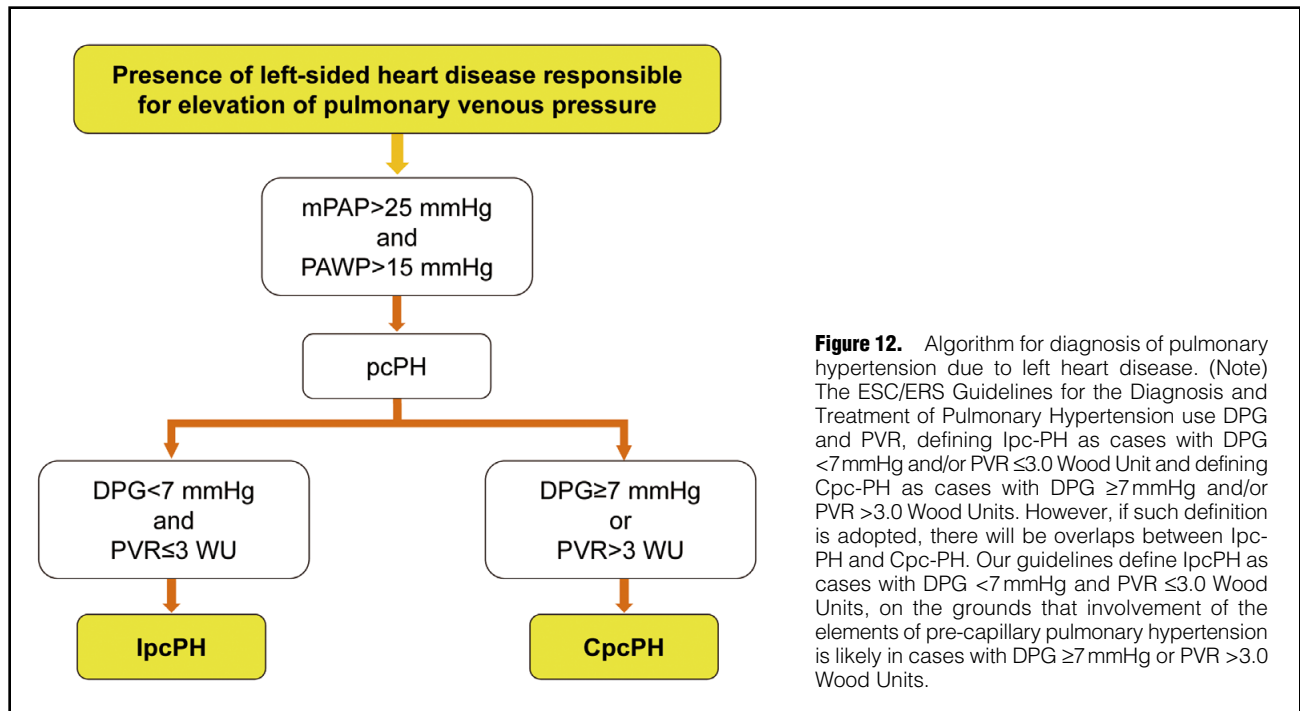 Presence of left-sided heart disease responsible
for elevation of pulmonary venous pressure
mPAP>25 mmHg
and
PAWP>15 mmHg
pcPH
DPG<7 mmHg
and
PVR≤3 WU
DPG≥7 mmHg
or
PVR>3 WU
IpcPH
CpcPH
Figure 12. Algorithm for diagnosis of pulmonary
hypertension due to left heart disease. (Note)
The ESC/ERS Guidelines for the Diagnosis and
Treatment of Pulmonary Hypertension use DPG
and PVR, defining Ipc-PH as cases with DPG
<7 mmHg and/or PVR ≤3.0 Wood Unit and defining
Cpc-PH as cases with DPG ≥7 mmHg and/or
PVR >3.0 Wood Units. However, if such definition
is adopted, there will be overlaps between Ipc-
PH and Cpc-PH. Our guidelines define IpcPH as
cases with DPG <7 mmHg and PVR ≤3.0 Wood
Units, on the grounds that involvement of the
elements of pre-capillary pulmonary hypertension
is likely in cases with DPG ≥7 mmHg or PVR >3.0
Wood Units.